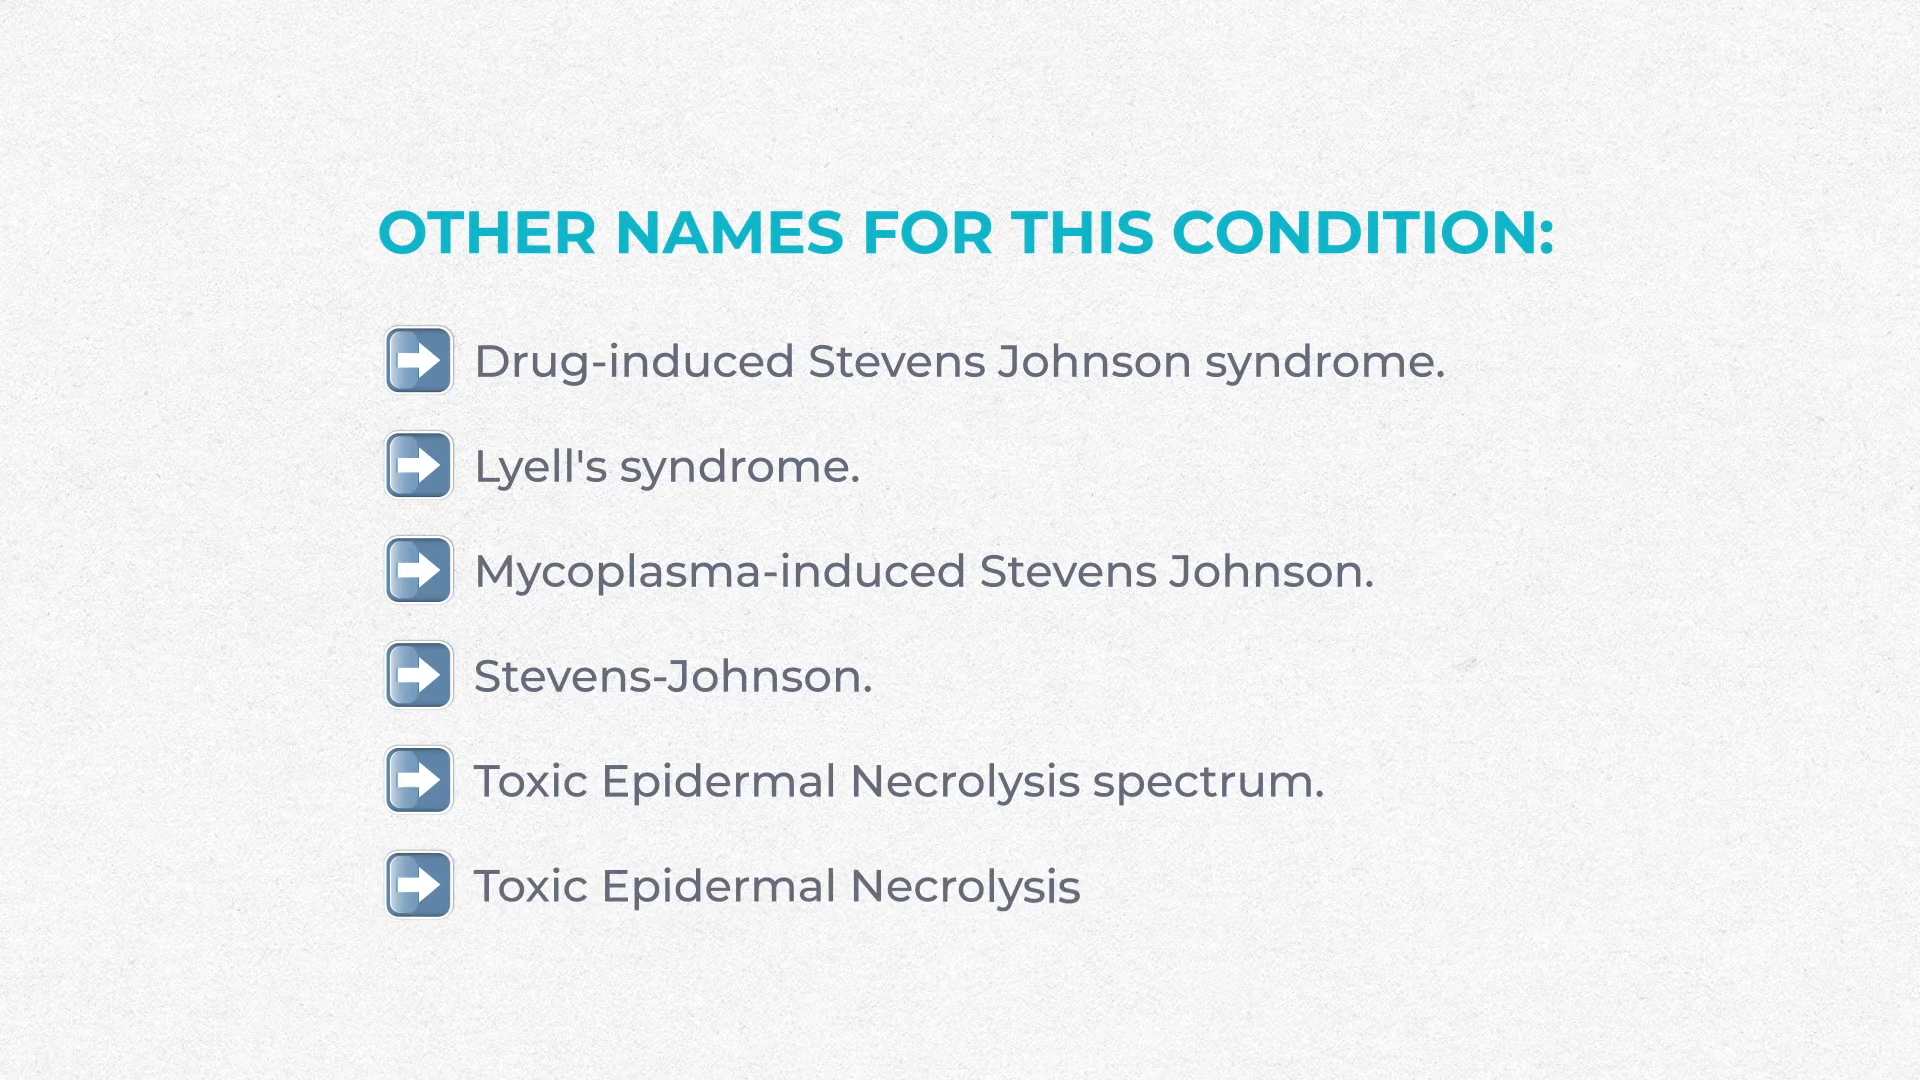 OTHER NAMES FOR THIS CONDITION:
Drug-induced Stevens Johnson syndrome.
Lyell's syndrome.
Mycoplasma-induced Stevens Johnson.
Stevens-Johnson.
Toxic Epidermal Necrolysis spectrum.
Toxic Epidermal Necrolysis